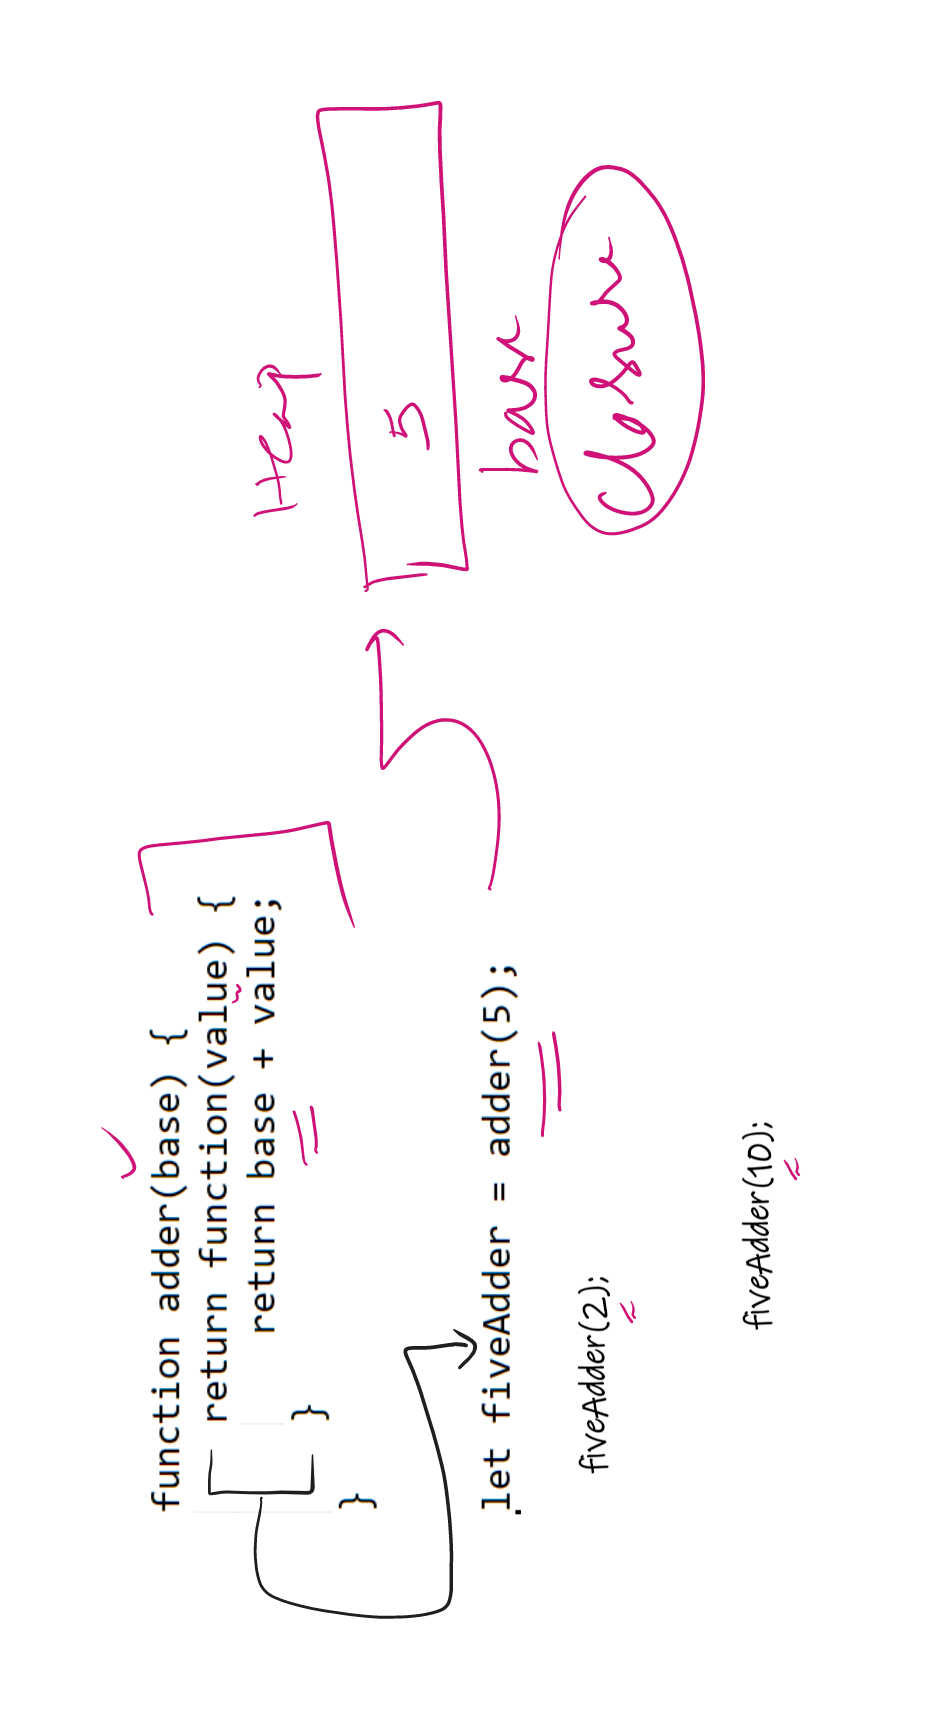 function adder(base) {
return function(value) {
return base + value;
}
}
let fiveAdder = adder(5);
fiveAdder(2);
fiveAdder(10);
5
base
Closure